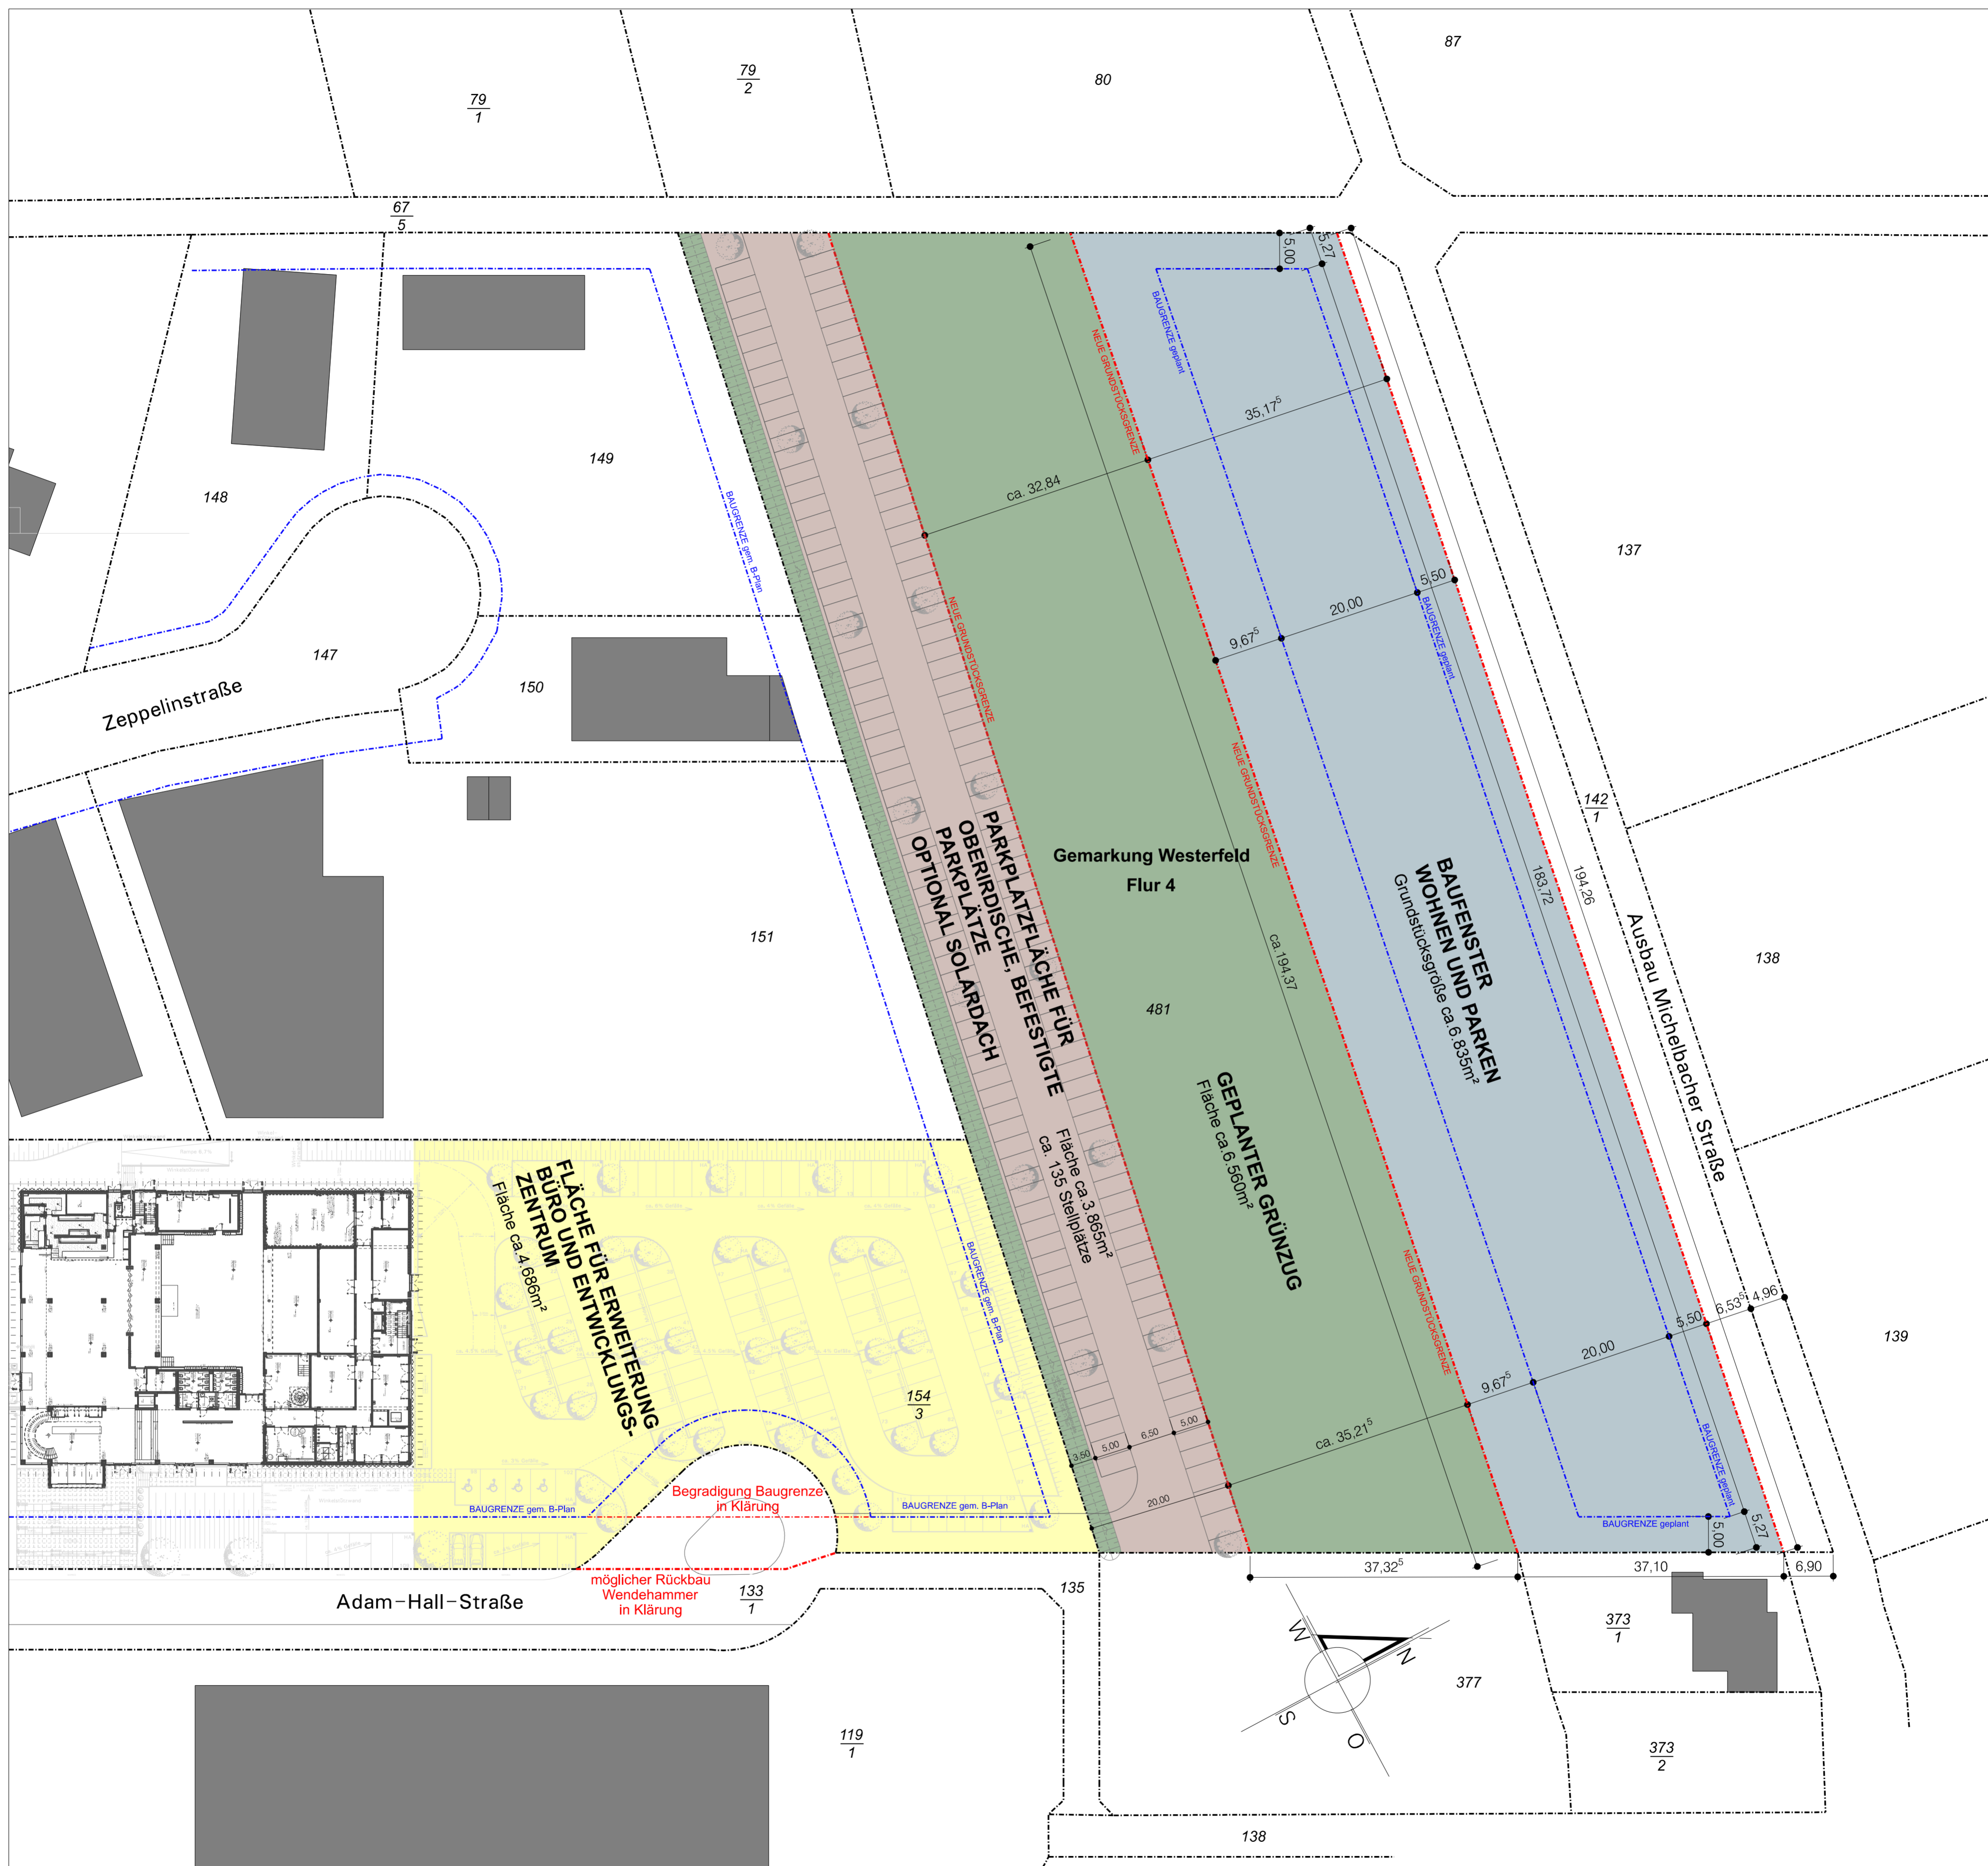 87
79
2
80
79
1
67
5
5,00
5,27
BAUGRENZE geplant
NEUE GRUNDSTÜCKSGRENZE
35,17⁵
149
148
ca. 32,84
BAUGRENZE gem. B-Plan
137
5,50
20,00
9,67⁵
BAUGRENZE geplant
NEUE GRUNDSTÜCKSGRENZE
147
150
Zeppelinstraße
NEUE GRUNDSTÜCKSGRENZE
142
1
PARKPLATZFLÄCHE FÜR
OBERIRDISCHE, BEFESTIGTE
PARKPLÄTZE
OPTIONAL SOLARDACH
Fläche ca.3.865m²
ca. 135 Stellplätze
Gemarkung Westerfeld
Flur 4
BAUFENSTER
WOHNEN UND PARKEN
Grundstücksgröße ca.6.835m²
183,72
194,26
151
ca.194,37
Ausbau Michelbacher Straße
138
481
GEPLANTER GRÜNZUG
Fläche ca.6.560m²
FLÄCHE FÜR ERWEITERUNG
BÜRO UND ENTWICKLUNGS-
ZENTRUM
Fläche ca.4.686m²
BAUGRENZE gem. B-Plan
NEUE GRUNDSTÜCKSGRENZE
6,53⁵
4,96
5,50
20,00
9,67⁵
139
154
3
ca. 35,21⁵
3.50
5.00
6.50
5.00
20.00
BAUGRENZE geplant
Begradigung Baugrenze
in Klärung
BAUGRENZE gem. B-Plan
BAUGRENZE gem. B-Plan
BAUGRENZE geplant
5,00
5,27
37,32⁵
37,10
6,90
möglicher Rückbau
Wendehammer
in Klärung
133
1
135
Adam-Hall-Straße
373
1
W
N
S
O
377
119
1
373
2
138